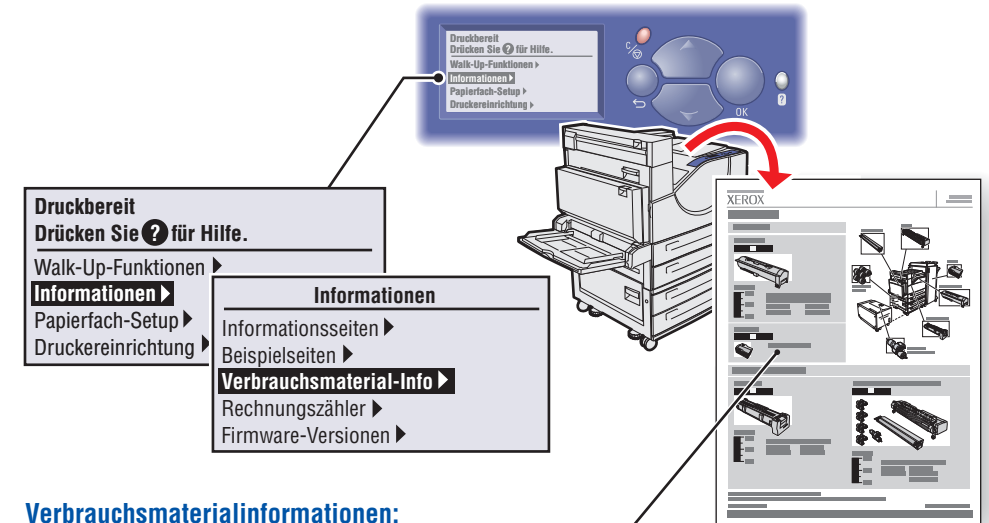 Druckbereit
Drücken Sie ? für Hilfe.
Walk-Up-Funktionen
Informationen
Papierfach-Setup
Druckereinrichtung
C/
OK
?
Druckbereit
Drücken Sie ? für Hilfe.
Walk-Up-Funktionen
Informationen
Papierfach-Setup
Druckereinrichtung
Informationen
Informationsseiten
Beispielseiten
Verbrauchsmaterial-Info
Rechnungszähler
Firmware-Versionen
XEROX
Verbrauchsmaterialinformationen: